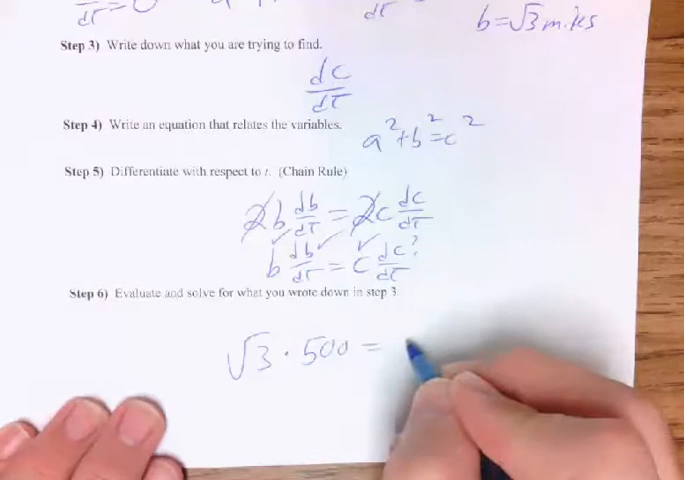 b=√3 miles
Step 3) Write down what you are trying to find.
dc/dt
Step 4) Write an equation that relates the variables. a²+b²=c²
Step 5) Differentiate with respect to t. (Chain Rule)
2b db/dt = 2c dc/dt
b db/dt = c dc/dt ?
Step 6) Evaluate and solve for what you wrote down in step 3.
√3 · 500 =